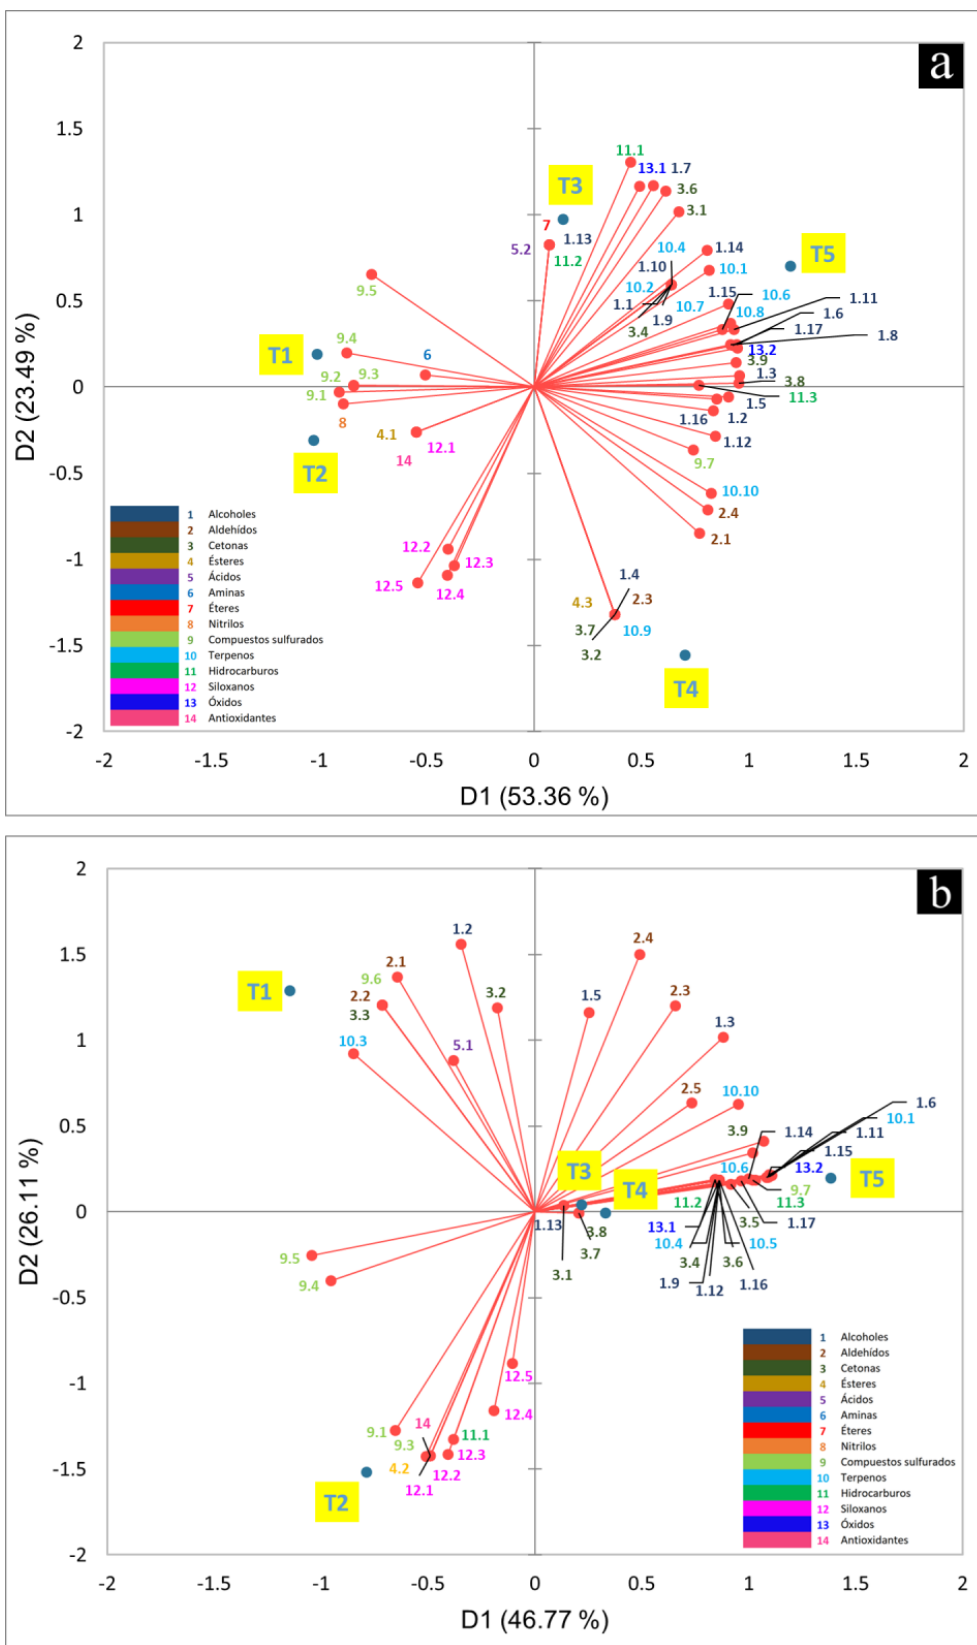 a
2
1.5
1
0.5
0
-0.5
-1
-1.5
-2
D2 (23.49 %)
11.1
13.1 1.7
3.6
3.1
T3
7
5.2 1.13
11.2
10.4 1.14
1.10
10.1
T5
10.2
1.1
10.7
1.15 10.6 1.11
10.8 1.6
3.4 1.9
1.17
1.8
13.2
3.9
1.3
3.8
1.5 11.3
1.16 1.2
1.12
9.7
10.10
2.4
2.1
9.5
9.4
T1
6
9.2 9.3
9.1
8
4.1 12.1
14
T2
12.2
12.3
12.5
12.4
1.4
4.3 2.3
3.7 10.9
3.2
T4
1 Alcoholes
2 Aldehídos
3 Cetonas
4 Ésteres
5 Ácidos
6 Aminas
7 Éteres
8 Nitrilos
9 Compuestos sulfurados
10 Terpenos
11 Hidrocarburos
12 Siloxanos
13 Óxidos
14 Antioxidantes
-2 -1.5 -1 -0.5 0 0.5 1 1.5 2
D1 (53.36 %)
b
2
1.5
1
0.5
0
-0.5
-1
-1.5
-2
D2 (26.11 %)
1.2
2.4
2.1
9.6
T1
2.2
3.3
3.2
1.5
2.3
1.3
10.3
5.1
2.5
10.10
3.9 1.14
1.6
10.1
1.11
1.15
T3
T4
10.6
13.2
9.7
T5
11.2
11.3
1.13
3.8
3.7
3.1
13.1
3.5
1.17
10.4
10.5
3.4 3.6
1.9 1.12 1.16
9.5
9.4
12.5
12.4
9.1
14
9.3
11.1
12.3
4.2
12.2
12.1
T2
1 Alcoholes
2 Aldehídos
3 Cetonas
4 Ésteres
5 Ácidos
6 Aminas
7 Éteres
8 Nitrilos
9 Compuestos sulfurados
10 Terpenos
11 Hidrocarburos
12 Siloxanos
13 Óxidos
14 Antioxidantes
-2 -1.5 -1 -0.5 0 0.5 1 1.5 2
D1 (46.77 %)